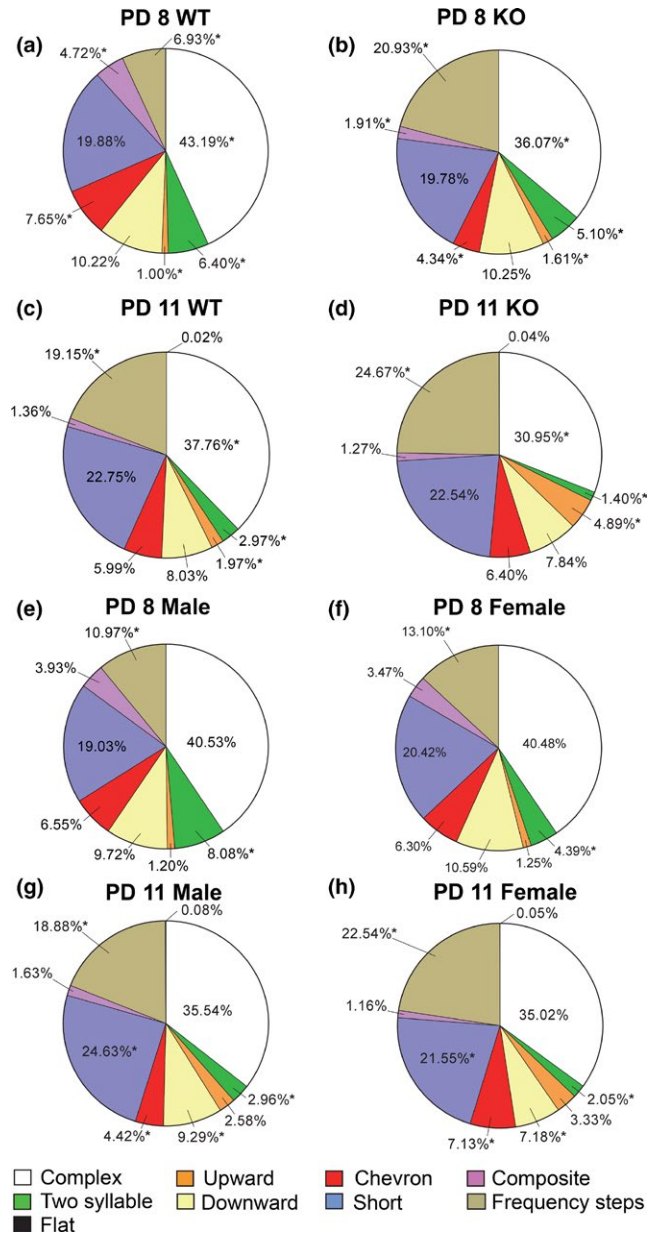 PD 8 WT
PD 8 KO
(a)
4.72%*
6.93%*
19.88%
43.19%*
7.65%*
10.22%
1.00%*
6.40%*
(b)
20.93%*
1.91%*
36.07%*
19.78%
4.34%*
10.25%
1.61%*
5.10%*
PD 11 WT
PD 11 KO
(c)
0.02%
19.15%*
1.36%
37.76%*
22.75%
5.99%
8.03%
1.97%*
2.97%*
(d)
0.04%
24.67%*
1.27%
30.95%*
22.54%
6.40%
7.84%
4.89%*
1.40%*
PD 8 Male
PD 8 Female
(e)
10.97%*
3.93%
19.03%
40.53%
6.55%
9.72%
1.20%
8.08%*
(f)
13.10%*
3.47%
20.42%
40.48%
6.30%
10.59%
1.25%
4.39%*
PD 11 Male
PD 11 Female
(g)
0.08%
18.88%*
1.63%
35.54%
24.63%*
4.42%*
9.29%*
2.58%
2.96%*
(h)
0.05%
22.54%*
1.16%
35.02%
21.55%*
7.13%*
7.18%*
3.33%
2.05%*
Complex
Upward
Chevron
Composite
Two syllable
Downward
Short
Frequency steps
Flat